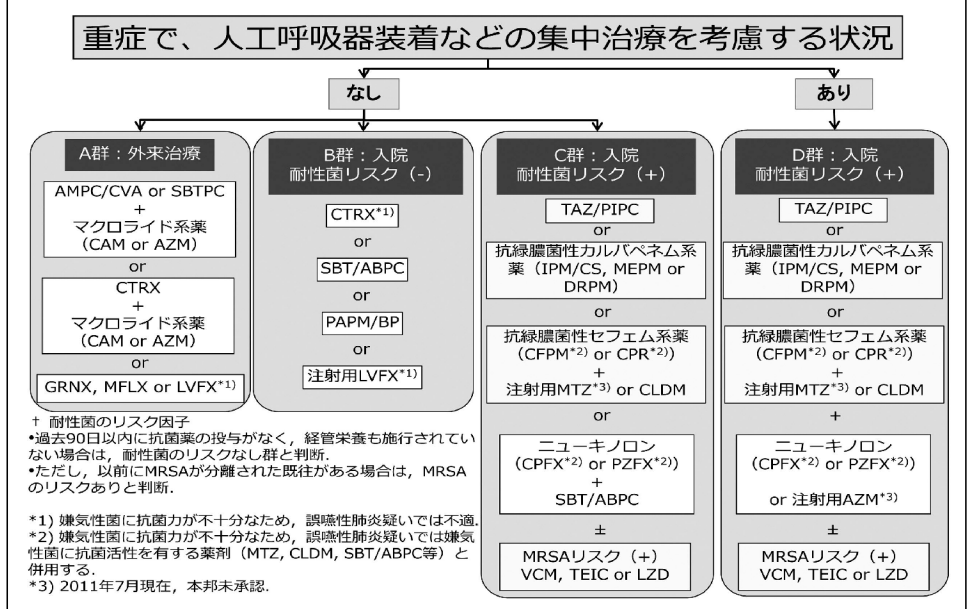 重症で、人工呼吸器装着などの集中治療を考慮する状況
なし
あり
A群：外来治療
AMPC/CVA or SBTPC
+
マクロライド系薬
（CAM or AZM）
or
CTRX
+
マクロライド系薬
（CAM or AZM）
or
GRNX, MFLX or LVFX*1)
B群：入院
耐性菌リスク（-）
CTRX*1)
or
SBT/ABPC
or
PAPM/BP
or
注射用LVFX*1)
C群：入院
耐性菌リスク（+）
TAZ/PIPC
or
抗緑膿菌性カルバペネム系
薬（IPM/CS, MEPM or
DRPM）
or
抗緑膿菌性セフェム系薬
（CFPM*2) or CPR*2)）
+
注射用MTZ*3) or CLDM
or
ニューキノロン
（CPFX*2) or PZFX*2)）
+
SBT/ABPC
±
MRSAリスク（+）
VCM, TEIC or LZD
D群：入院
耐性菌リスク（+）
TAZ/PIPC
or
抗緑膿菌性カルバペネム系
薬（IPM/CS, MEPM or
DRPM）
or
抗緑膿菌性セフェム系薬
（CFPM*2) or CPR*2)）
+
注射用MTZ*3) or CLDM
+
ニューキノロン
（CPFX*2) or PZFX*2)）
or 注射用AZM*3)
±
MRSAリスク（+）
VCM, TEIC or LZD
† 耐性菌のリスク因子
•過去90日以内に抗菌薬の投与がなく，経管栄養も施行されてい
ない場合は，耐性菌のリスクなし群と判断.
•ただし，以前にMRSAが分離された既往がある場合は，MRSA
のリスクありと判断.
*1) 嫌気性菌に抗菌力が不十分なため，誤嚥性肺炎疑いでは不適.
*2) 嫌気性菌に抗菌力が不十分なため，誤嚥性肺炎疑いでは嫌気
性菌に抗菌活性を有する薬剤（MTZ, CLDM, SBT/ABPC等）と
併用する.
*3) 2011年7月現在，本邦未承認.